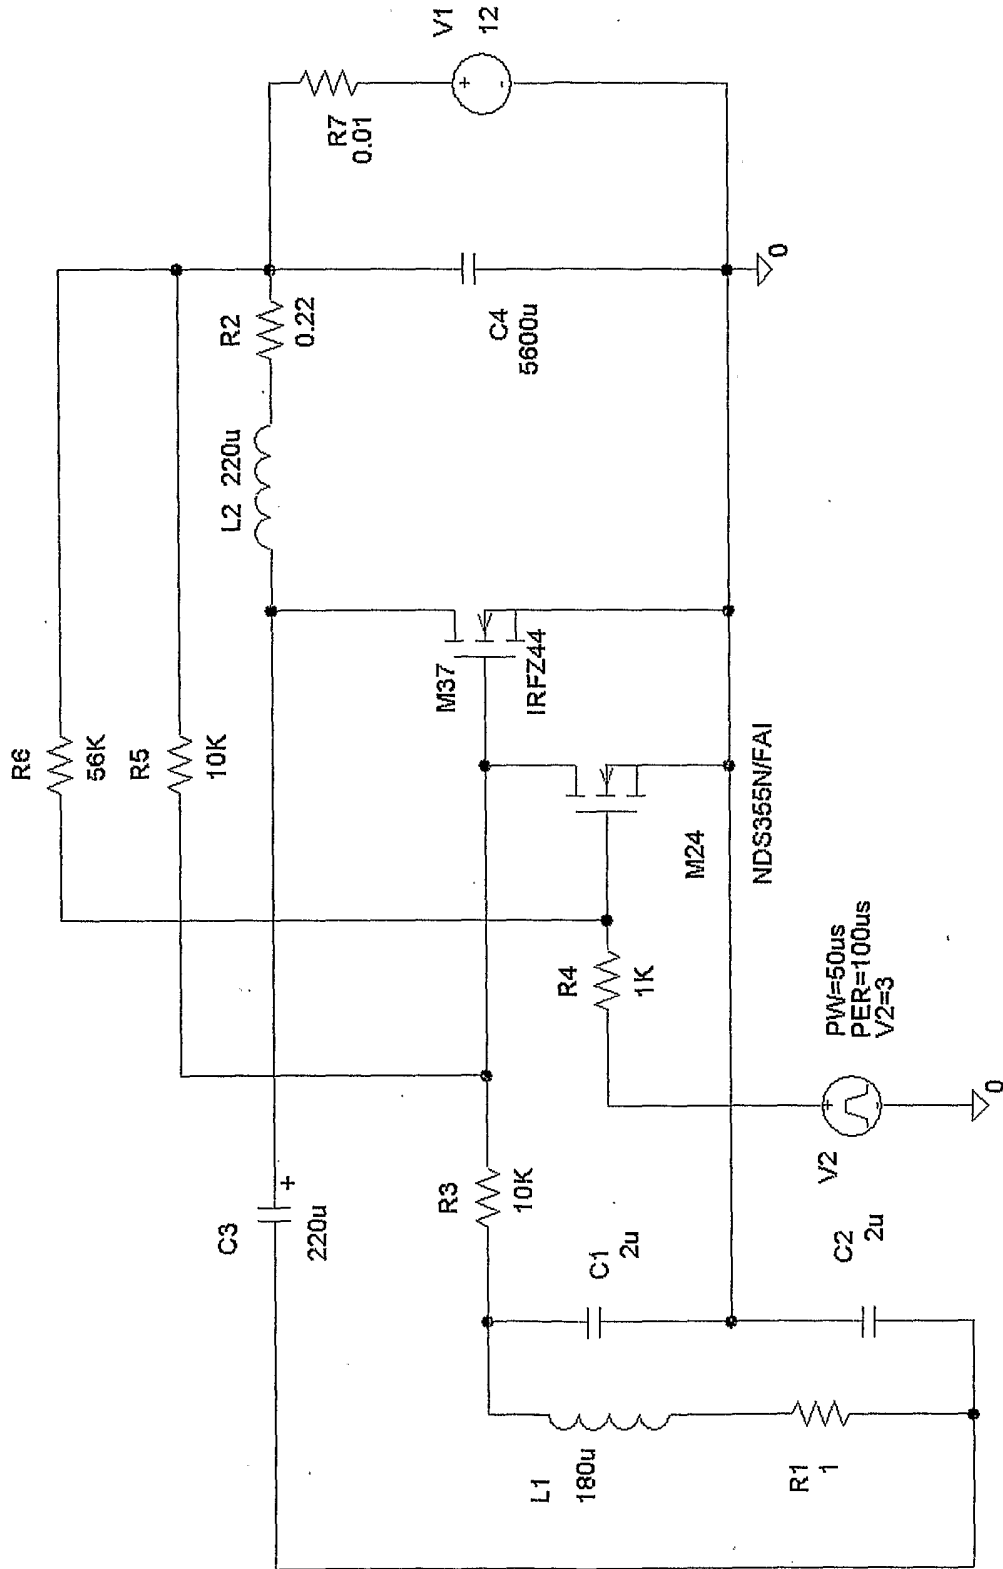 R6
56K
R5
10K
C3
220u
+
L2 220u
R2
0.22
R7
0.01
V1
12
+
-
R3
10K
M37
IRFZ44
C4
5600u
0
L1
180u
C1
2u
R4
1K
M24
NDS355N/FAI
R1
1
C2
2u
V2
+
-
PW=50us
PER=100us
V2=3
0